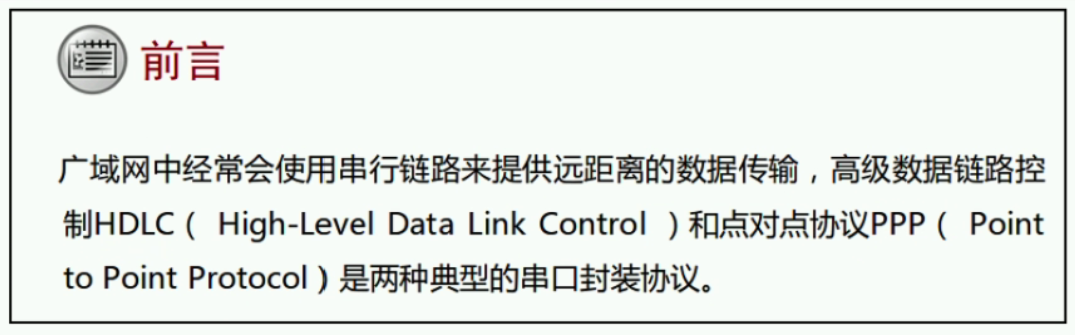 前言
广域网中经常会使用串行链路来提供远距离的数据传输，高级数据链路控
制HDLC（ High-Level Data Link Control ）和点对点协议PPP（ Point
to Point Protocol）是两种典型的串口封装协议。